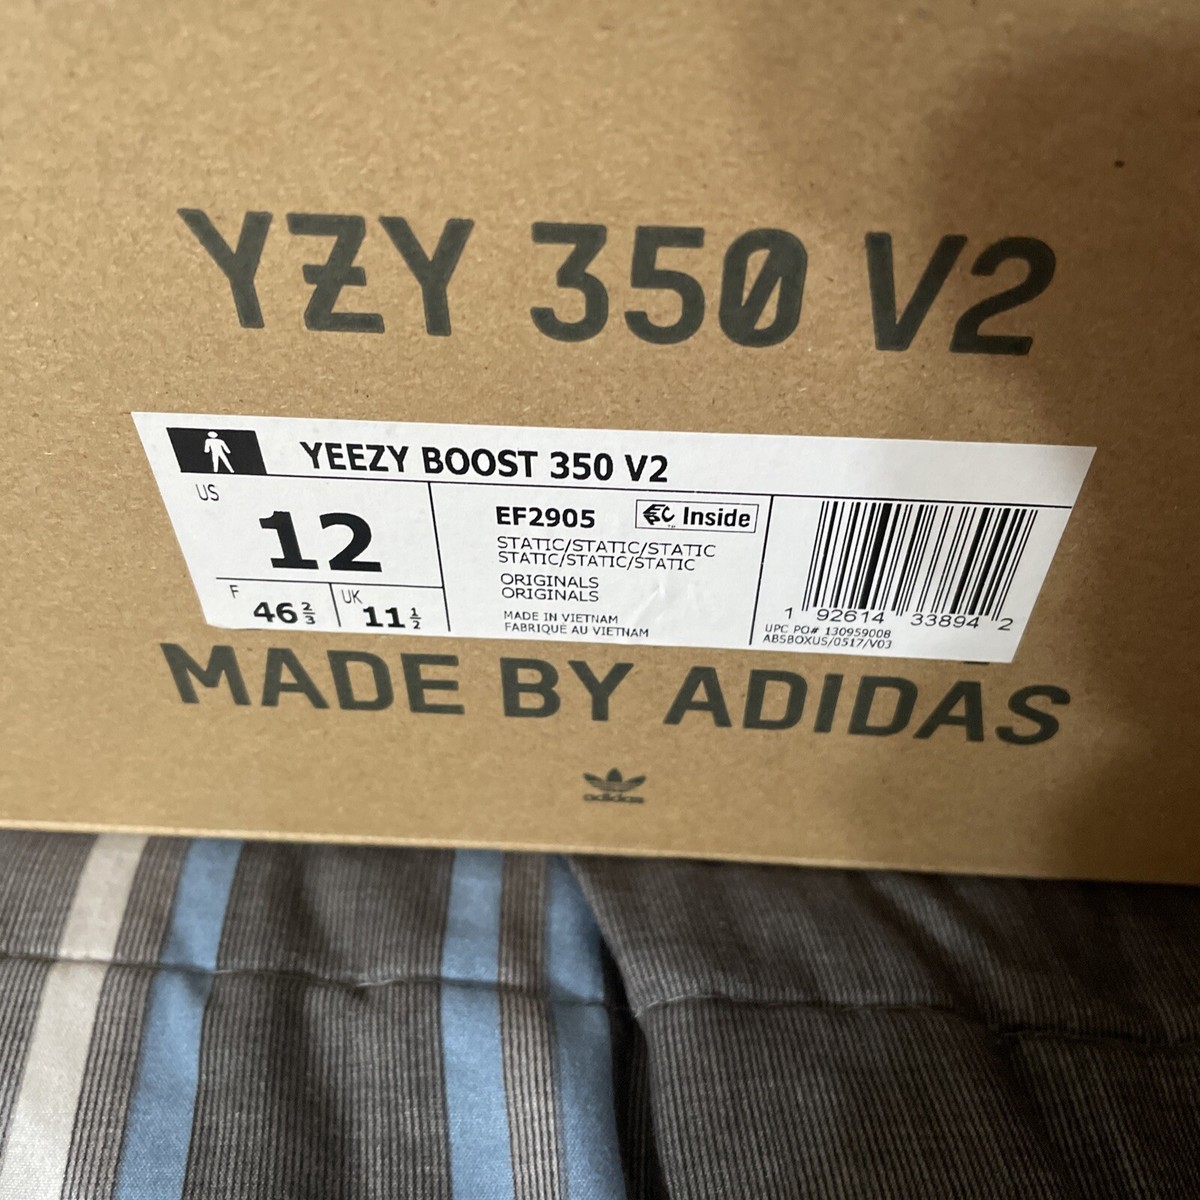 YZY 350 V2
YEEZY BOOST 350 V2
US
12
F
46 2/3
UK
11 1/2
EF2905
EC Inside
STATIC/STATIC/STATIC
STATIC/STATIC/STATIC
ORIGINALS
ORIGINALS
MADE IN VIETNAM
FABRIQUÉ AU VIETNAM
1 92614 33894 2
UPC PO# 130959008
ABSBOXUS/0517/V03
MADE BY ADIDAS
adidas